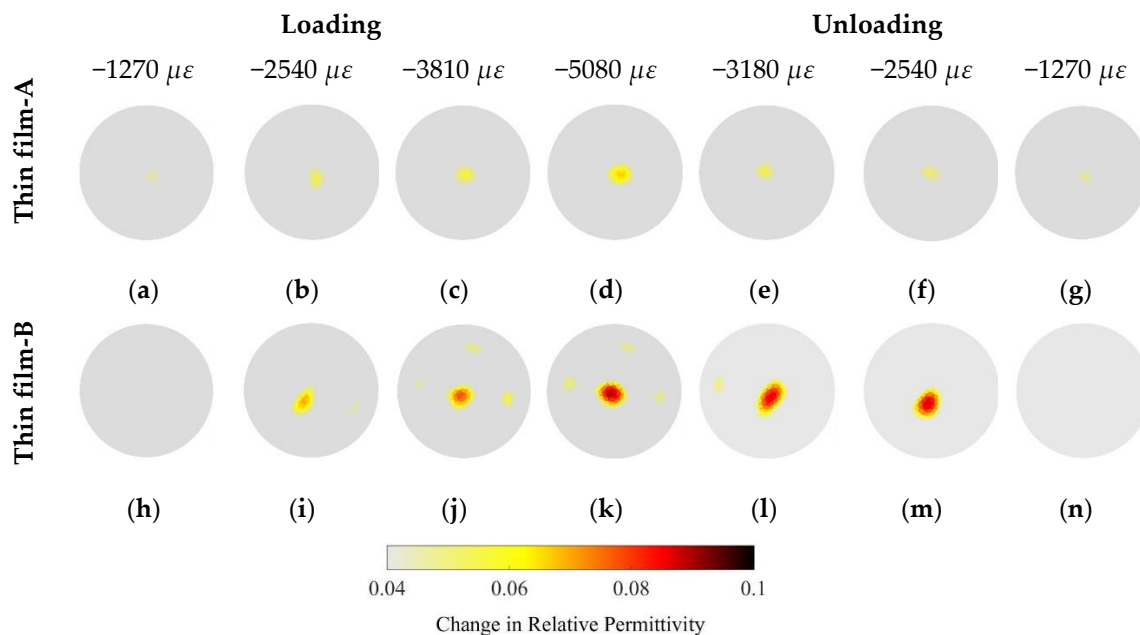 Loading Unloading
−1270 με −2540 με −3810 με −5080 με −3180 με −2540 με −1270 με
Thin film-A
(a) (b) (c) (d) (e) (f) (g)
Thin film-B
(h) (i) (j) (k) (l) (m) (n)
0.04 0.06 0.08 0.1
Change in Relative Permittivity